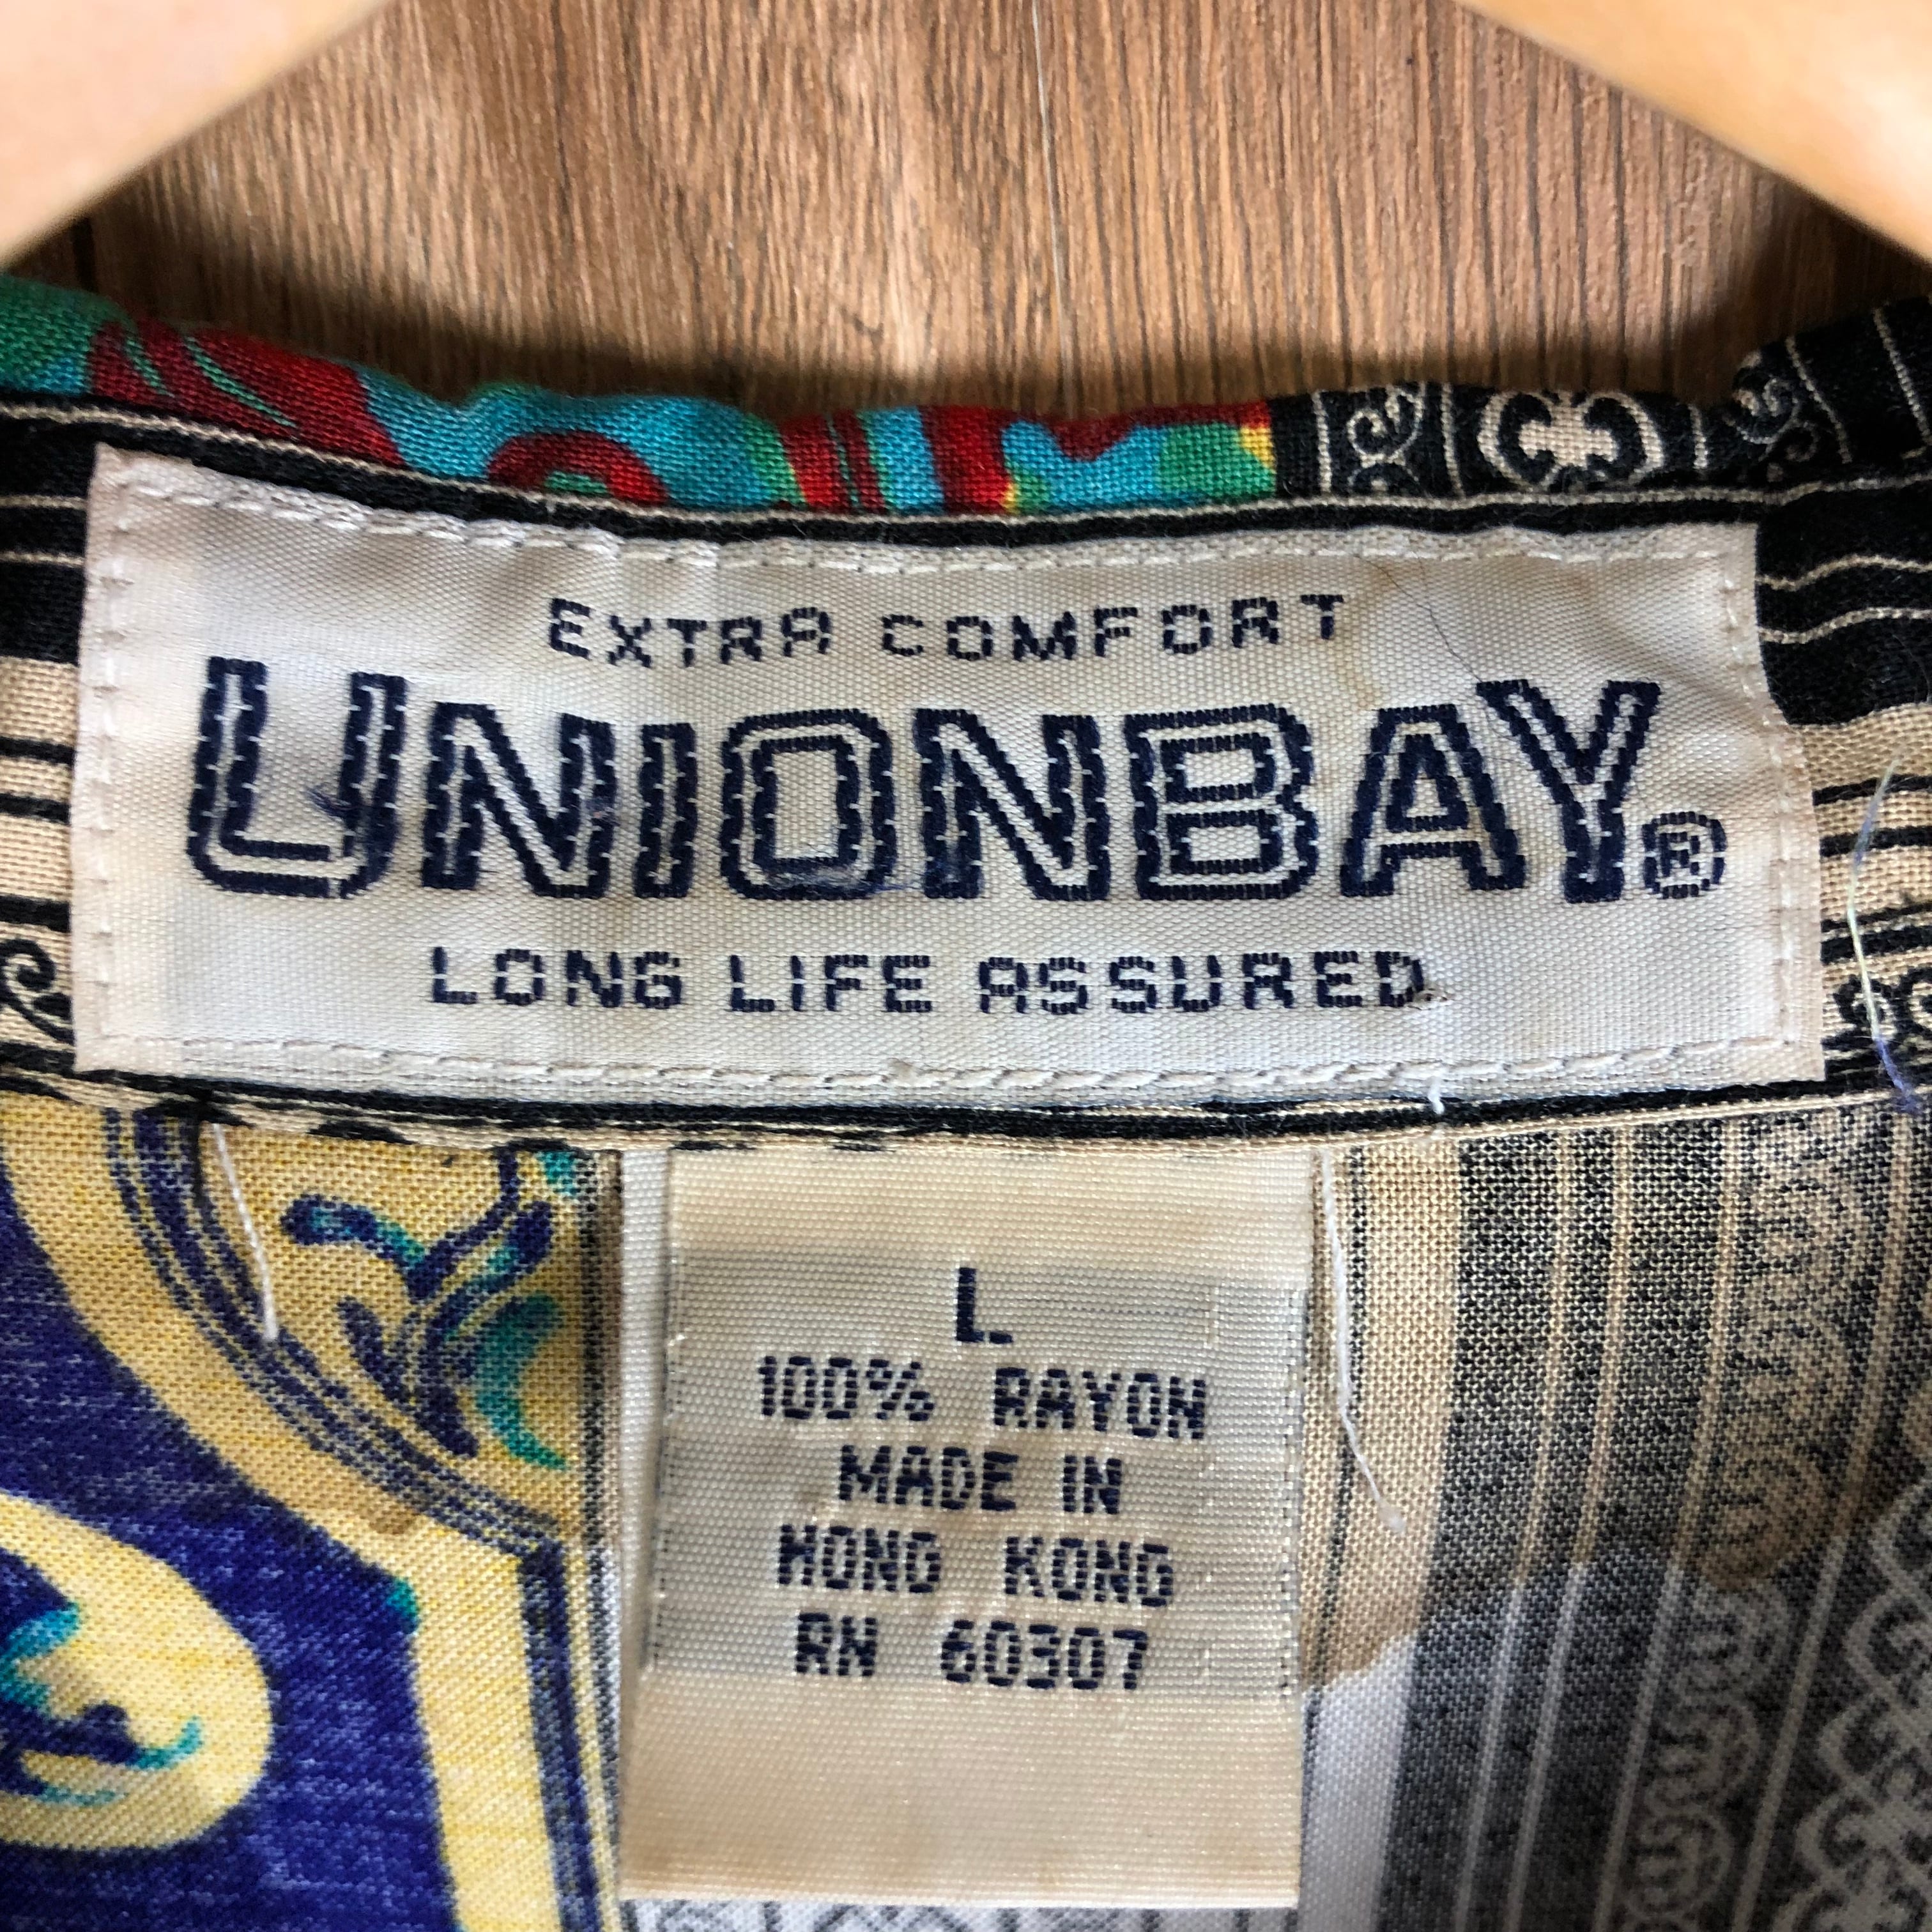 EXTRA COMFORT
UNIONBAY®
LONG LIFE ASSURED
L
100% RAYON
MADE IN
HONG KONG
RN 60307